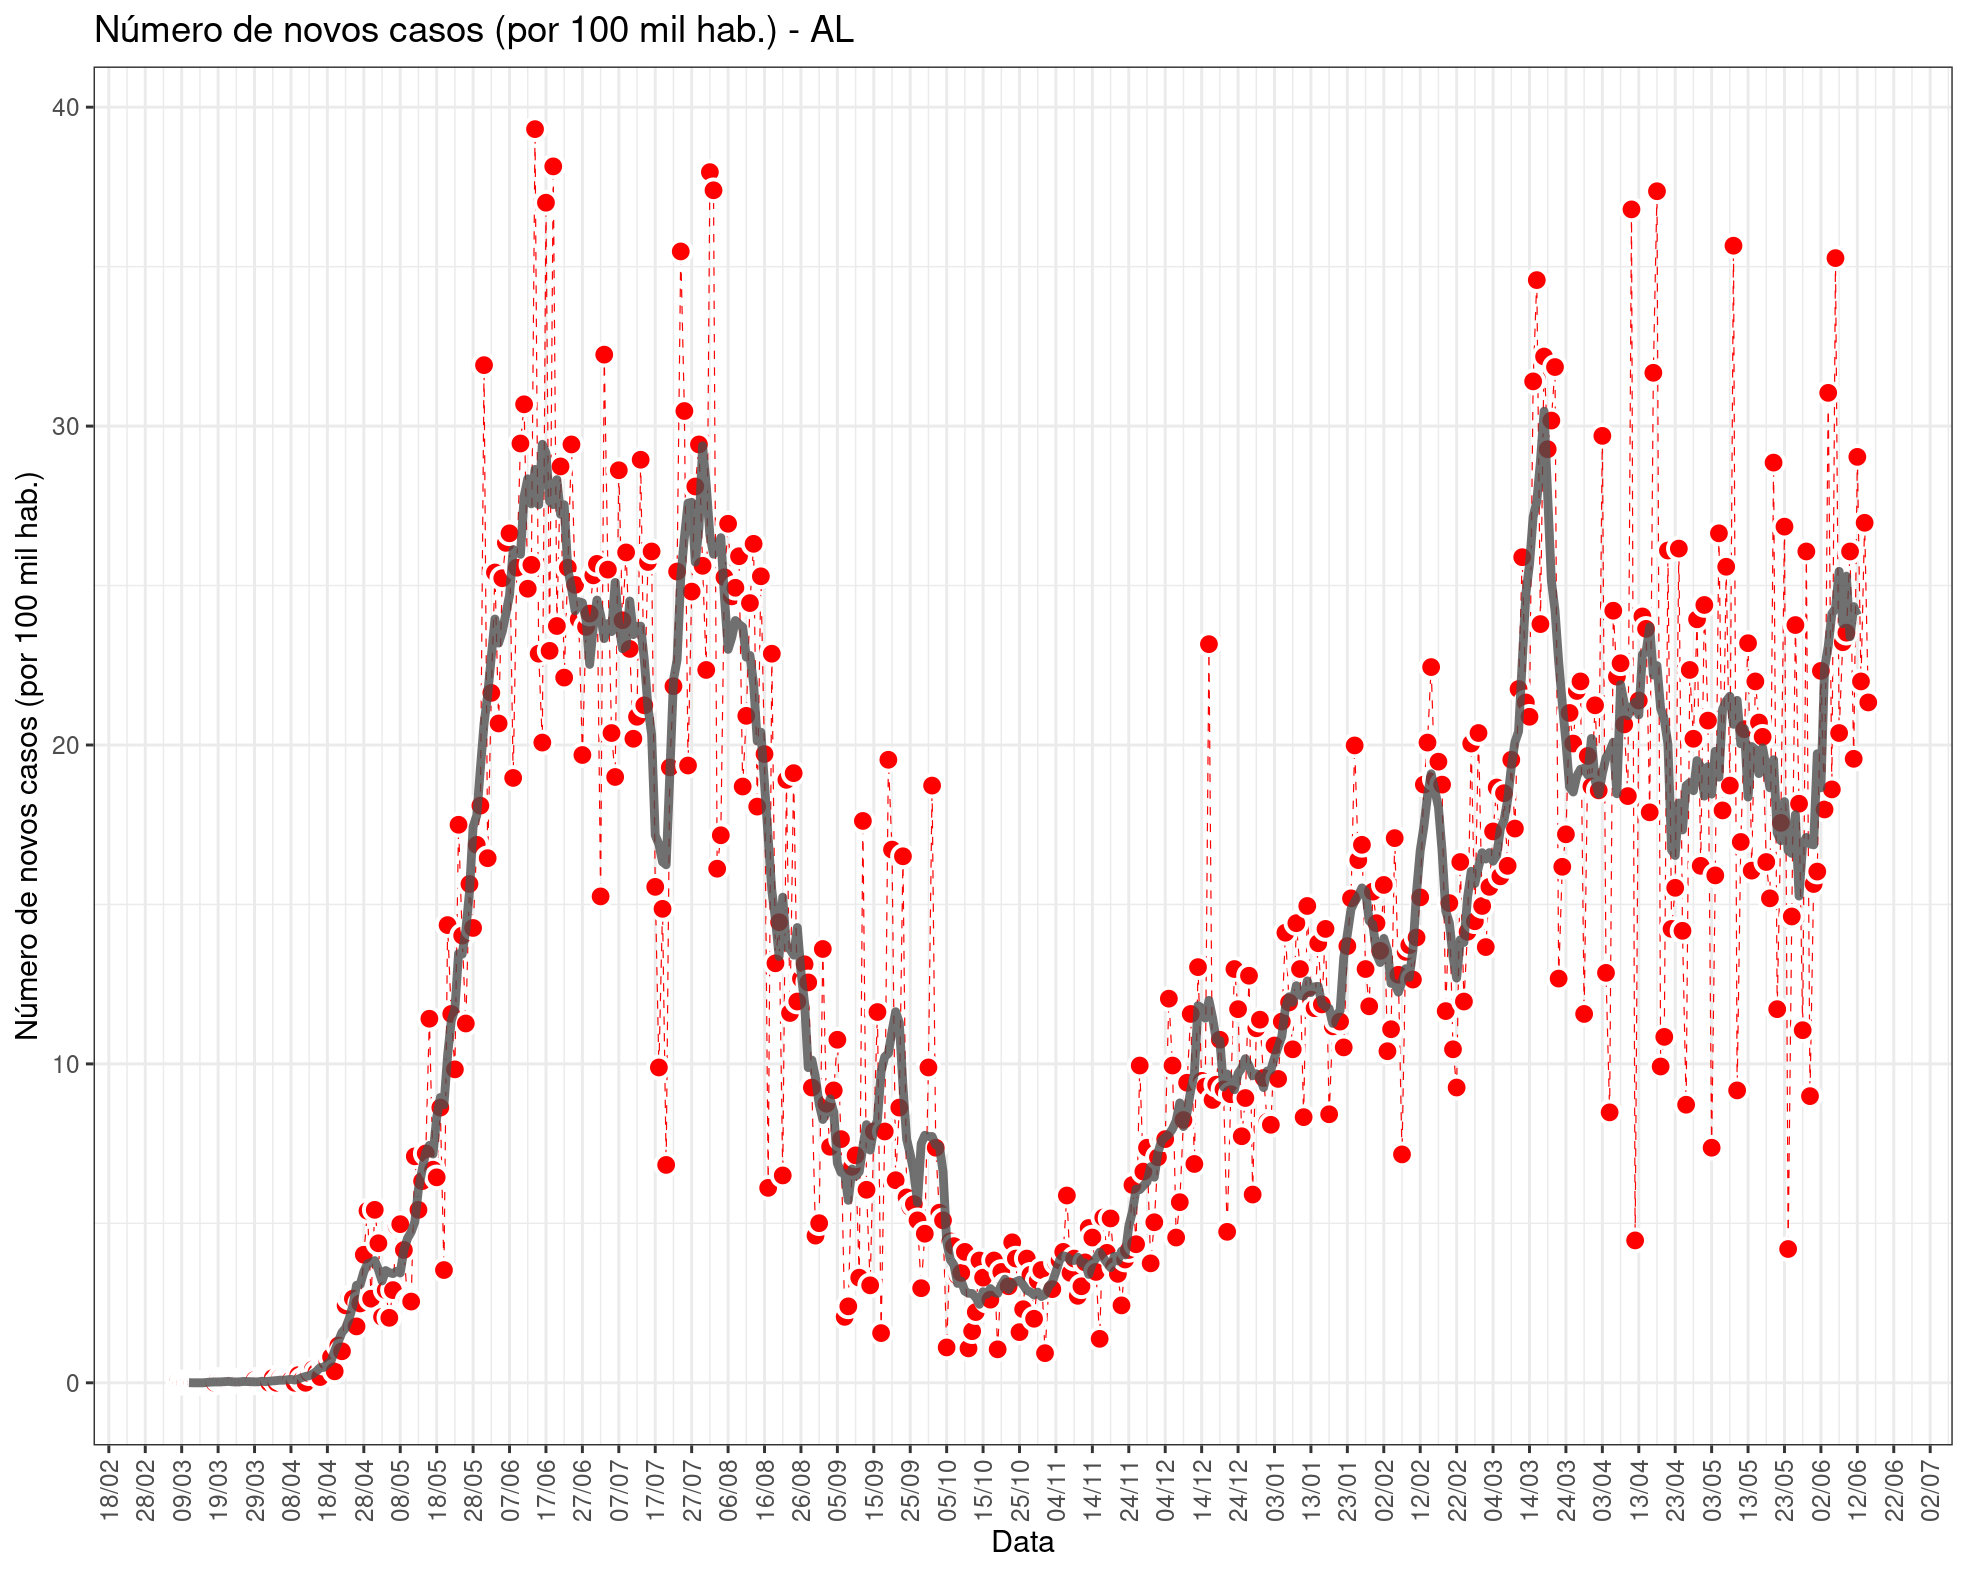 Número de novos casos (por 100 mil hab.) - AL
Número de novos casos (por 100 mil hab.)
40
30
20
10
0
18/02 28/02 09/03 19/03 29/03 08/04 18/04 28/04 08/05 18/05 28/05 07/06 17/06 27/06 07/07 17/07 27/07 06/08 16/08 26/08 05/09 15/09 25/09 05/10 15/10 25/10 04/11 14/11 24/11 04/12 14/12 24/12 03/01 13/01 23/01 02/02 12/02 22/02 04/03 14/03 24/03 03/04 13/04 23/04 03/05 13/05 23/05 02/06 12/06 22/06 02/07
Data